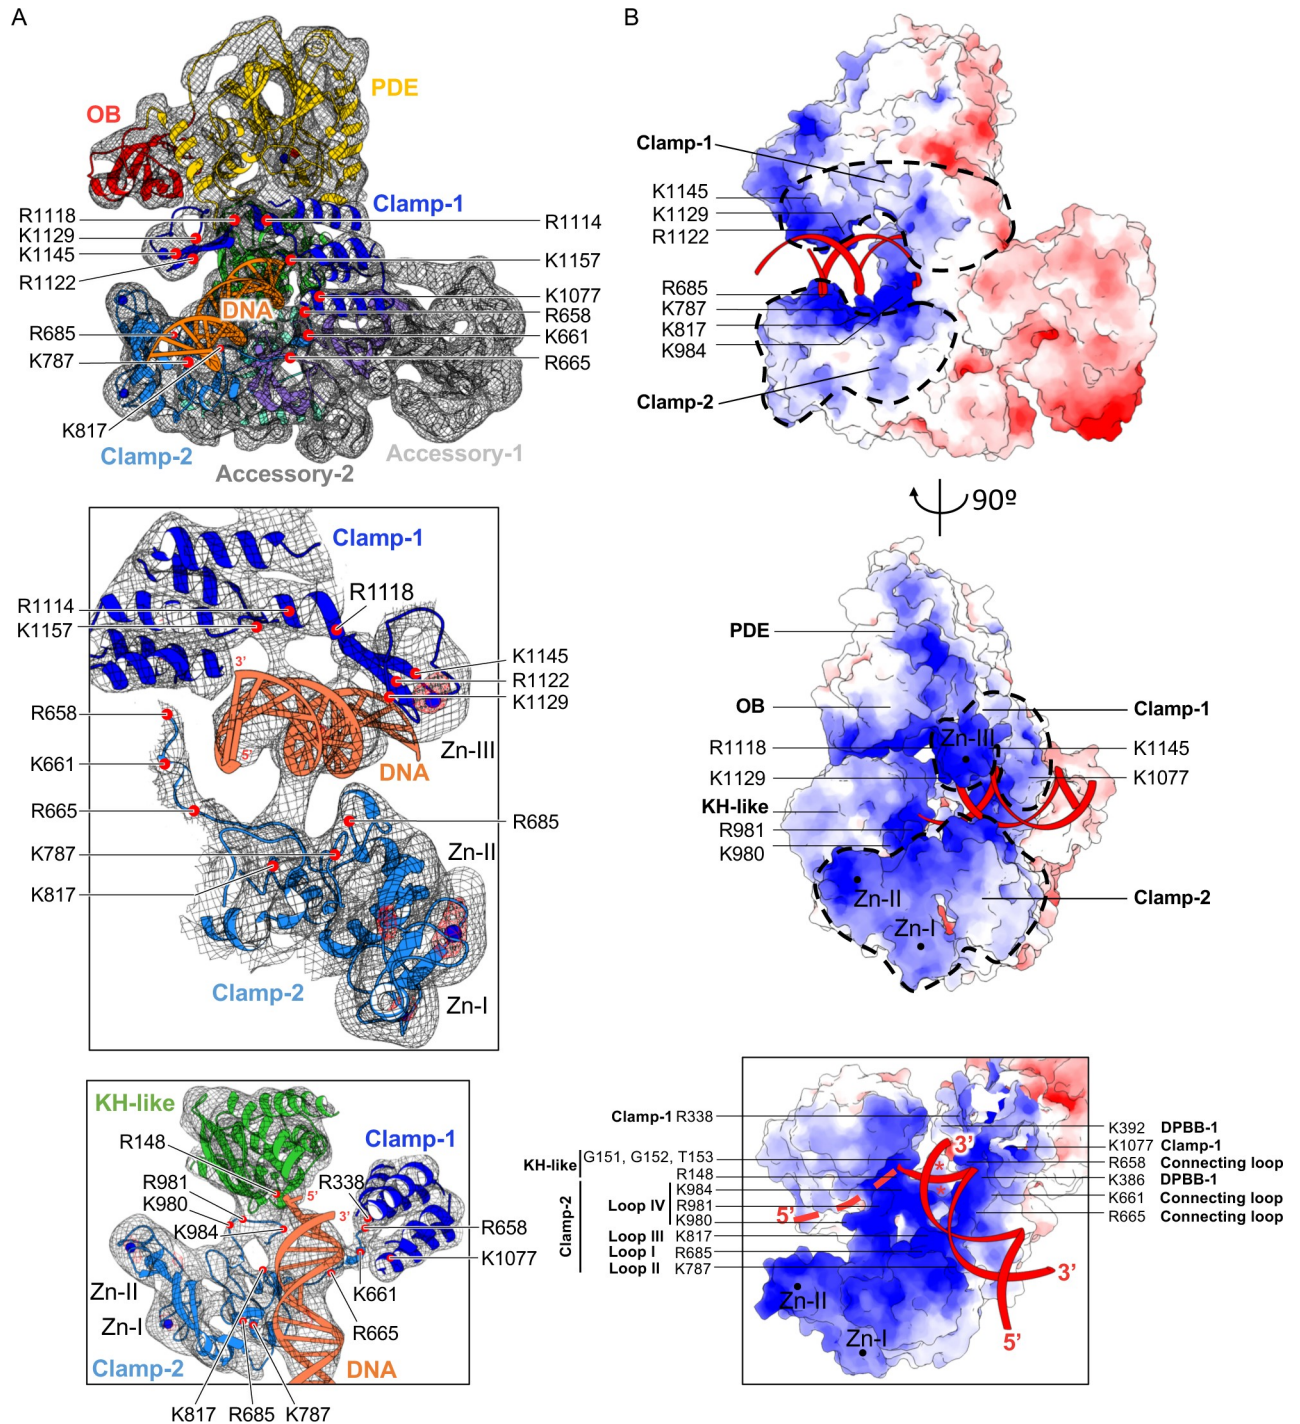 A
PDE
OB
Clamp-1
R1118
K1129
K1145
R1122
R1114
K1157
K1077
R658
K661
R665
DNA
R685
K787
K817
Clamp-2
Accessory-2
Accessory-1
Clamp-1
R1114
K1157
R1118
K1145
R1122
K1129
3’
R658
K661
5’
DNA
Zn-III
R665
K787
K817
R685
Zn-II
Clamp-2
Zn-I
KH-like
R148
R981
K980
K984
Clamp-1
R338
5’
3’
R658
K1077
K661
R665
Zn-II
Zn-I
Clamp-2
DNA
K817 R685 K787
B
Clamp-1
K1145
K1129
R1122
R685
K787
K817
K984
Clamp-2
90º
PDE
OB
Clamp-1
R1118
Zn-III
K1145
K1129
K1077
KH-like
R981
K980
Zn-II
Zn-I
Clamp-2
Clamp-1 R338
KH-like G151, G152, T153
R148
Clamp-2
Loop IV K984
R981
K980
Loop III K817
Loop I R685
Loop II K787
K392 DPBB-1
K1077 Clamp-1
R658 Connecting loop
K386 DPBB-1
K661 Connecting loop
R665 Connecting loop
3’
*
*
5’
3’
5’
Zn-II
Zn-I